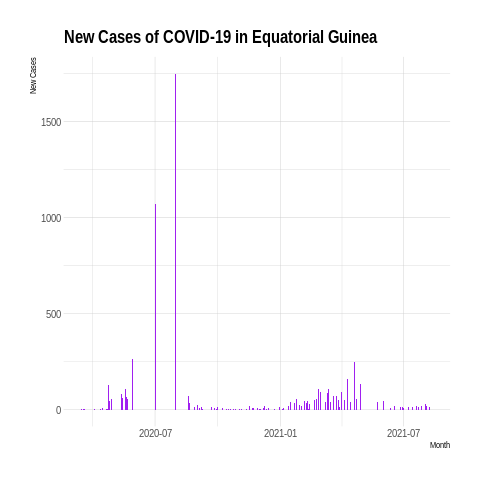 New Cases of COVID-19 in Equatorial Guinea
New Cases
1500
1000
500
0
2020-07
2021-01
2021-07
Month